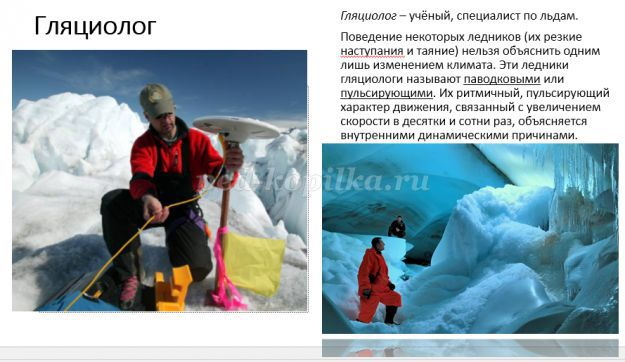 Гляциолог
Гляциолог – учёный, специалист по льдам.
Поведение некоторых ледников (их резкие
наступания и таяние) нельзя объяснить одним
лишь изменением климата. Эти ледники
гляциологи называют паводковыми или
пульсирующими. Их ритмичный, пульсирующий
характер движения, связанный с увеличением
скорости в десятки и сотни раз, объясняется
внутренними динамическими причинами.
ped-kopilka.ru